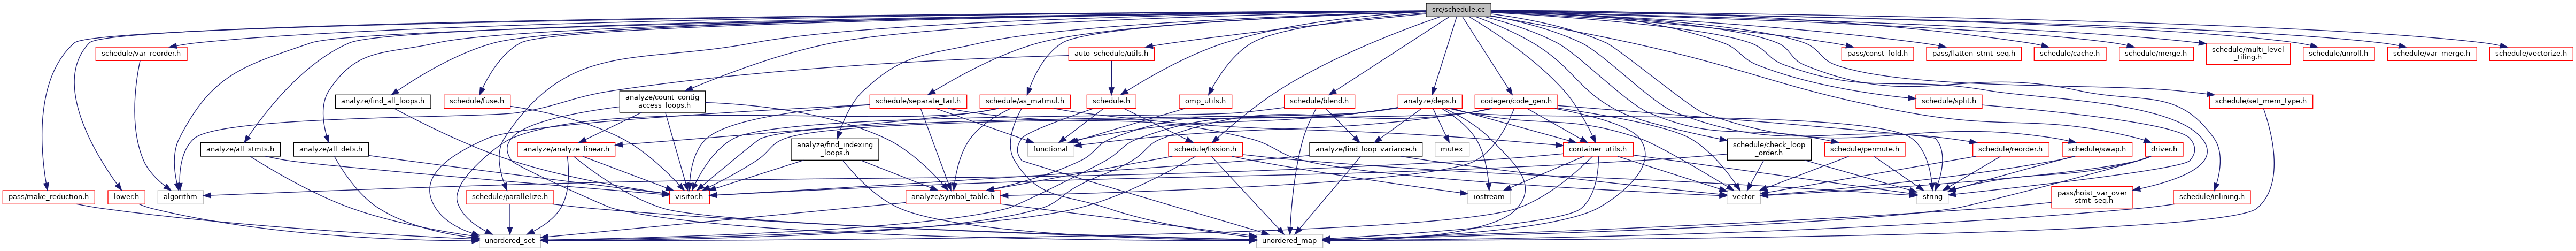 src/schedule.cc
schedule/var_reorder.h
auto_schedule/utils.h
pass/const_fold.h
pass/flatten_stmt_seq.h
schedule/cache.h
schedule/merge.h
schedule/multi_level
_tiling.h
schedule/unroll.h
schedule/var_merge.h
schedule/vectorize.h
analyze/find_all_loops.h
schedule/fuse.h
analyze/count_contig
_access_loops.h
schedule/separate_tail.h
schedule/as_matmul.h
schedule.h
omp_utils.h
schedule/blend.h
analyze/deps.h
codegen/code_gen.h
schedule/split.h
schedule/set_mem_type.h
analyze/all_stmts.h
analyze/all_defs.h
analyze/analyze_linear.h
analyze/find_indexing
_loops.h
functional
schedule/fission.h
analyze/find_loop_variance.h
mutex
container_utils.h
schedule/check_loop
_order.h
schedule/permute.h
schedule/reorder.h
schedule/swap.h
driver.h
pass/make_reduction.h
lower.h
algorithm
schedule/parallelize.h
visitor.h
analyze/symbol_table.h
iostream
vector
string
pass/hoist_var_over
_stmt_seq.h
schedule/inlining.h
unordered_set
unordered_map